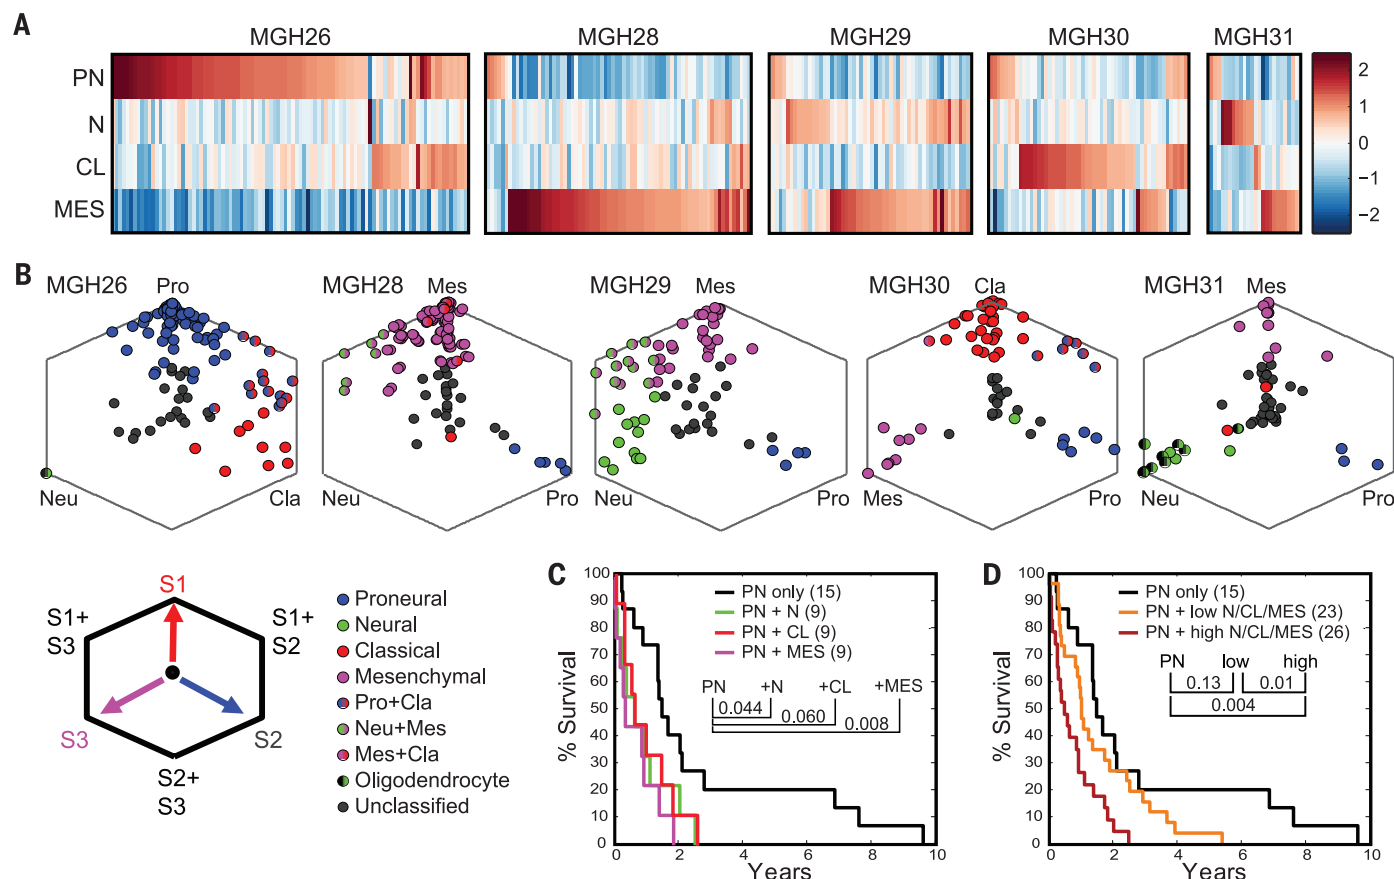 A
MGH26 MGH28 MGH29 MGH30 MGH31
PN
N
CL
MES
2
1
0
−1
−2
B
MGH26 Pro MGH28 Mes MGH29 Mes MGH30 Cla MGH31 Mes
Neu Cla Neu Pro Neu Pro Mes Pro Neu Pro
S1
S1+
S3
S1+
S2
S3
S2
S2+
S3
Proneural
Neural
Classical
Mesenchymal
Pro+Cla
Neu+Mes
Mes+Cla
Oligodendrocyte
Unclassified
C
% Survival
100
90
80
70
60
50
40
30
20
10
0
0 2 4 6 8 10
Years
PN only (15)
PN + N (9)
PN + CL (9)
PN + MES (9)
PN +N +CL +MES
0.044
0.060
0.008
D
% Survival
100
90
80
70
60
50
40
30
20
10
0
0 2 4 6 8 10
Years
PN only (15)
PN + low N/CL/MES (23)
PN + high N/CL/MES (26)
PN low high
0.13 0.01
0.004